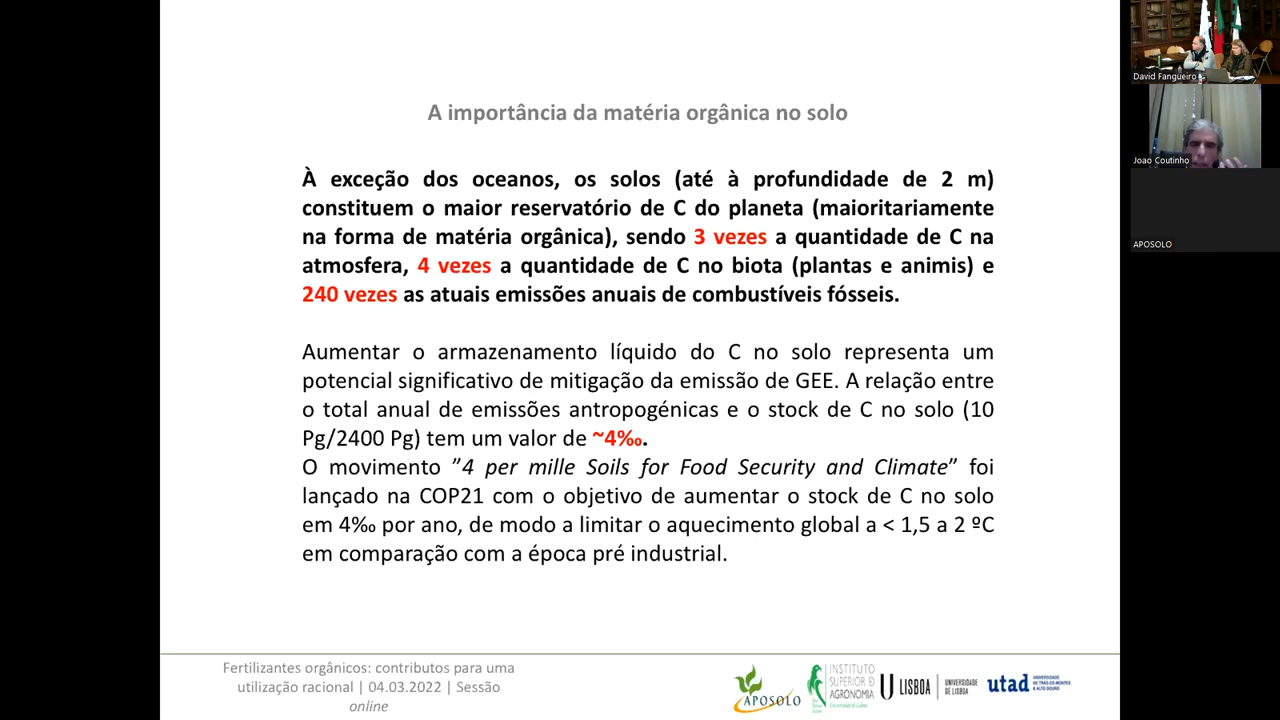 A importância da matéria orgânica no solo
À exceção dos oceanos, os solos (até à profundidade de 2 m)
constituem o maior reservatório de C do planeta (maioritariamente
na forma de matéria orgânica), sendo 3 vezes a quantidade de C na
atmosfera, 4 vezes a quantidade de C no biota (plantas e animis) e
240 vezes as atuais emissões anuais de combustíveis fósseis.
Aumentar o armazenamento líquido do C no solo representa um
potencial significativo de mitigação da emissão de GEE. A relação entre
o total anual de emissões antropogénicas e o stock de C no solo (10
Pg/2400 Pg) tem um valor de ~4‰.
O movimento ”4 per mille Soils for Food Security and Climate” foi
lançado na COP21 com o objetivo de aumentar o stock de C no solo
em 4‰ por ano, de modo a limitar o aquecimento global a < 1,5 a 2 ºC
em comparação com a época pré industrial.
Fertilizantes orgânicos: contributos para uma
utilização racional | 04.03.2022 | Sessão
online
APOSOLO
INSTITUTO
SUPERIOR D
AGRONOMIA
Universidade de Lisboa
U LISBOA
UNIVERSIDADE
DE LISBOA
utad
UNIVERSIDADE
DE TRÁS-OS-MONTES
E ALTO DOURO
David Fangueiro
Joao Coutinho
APOSOLO